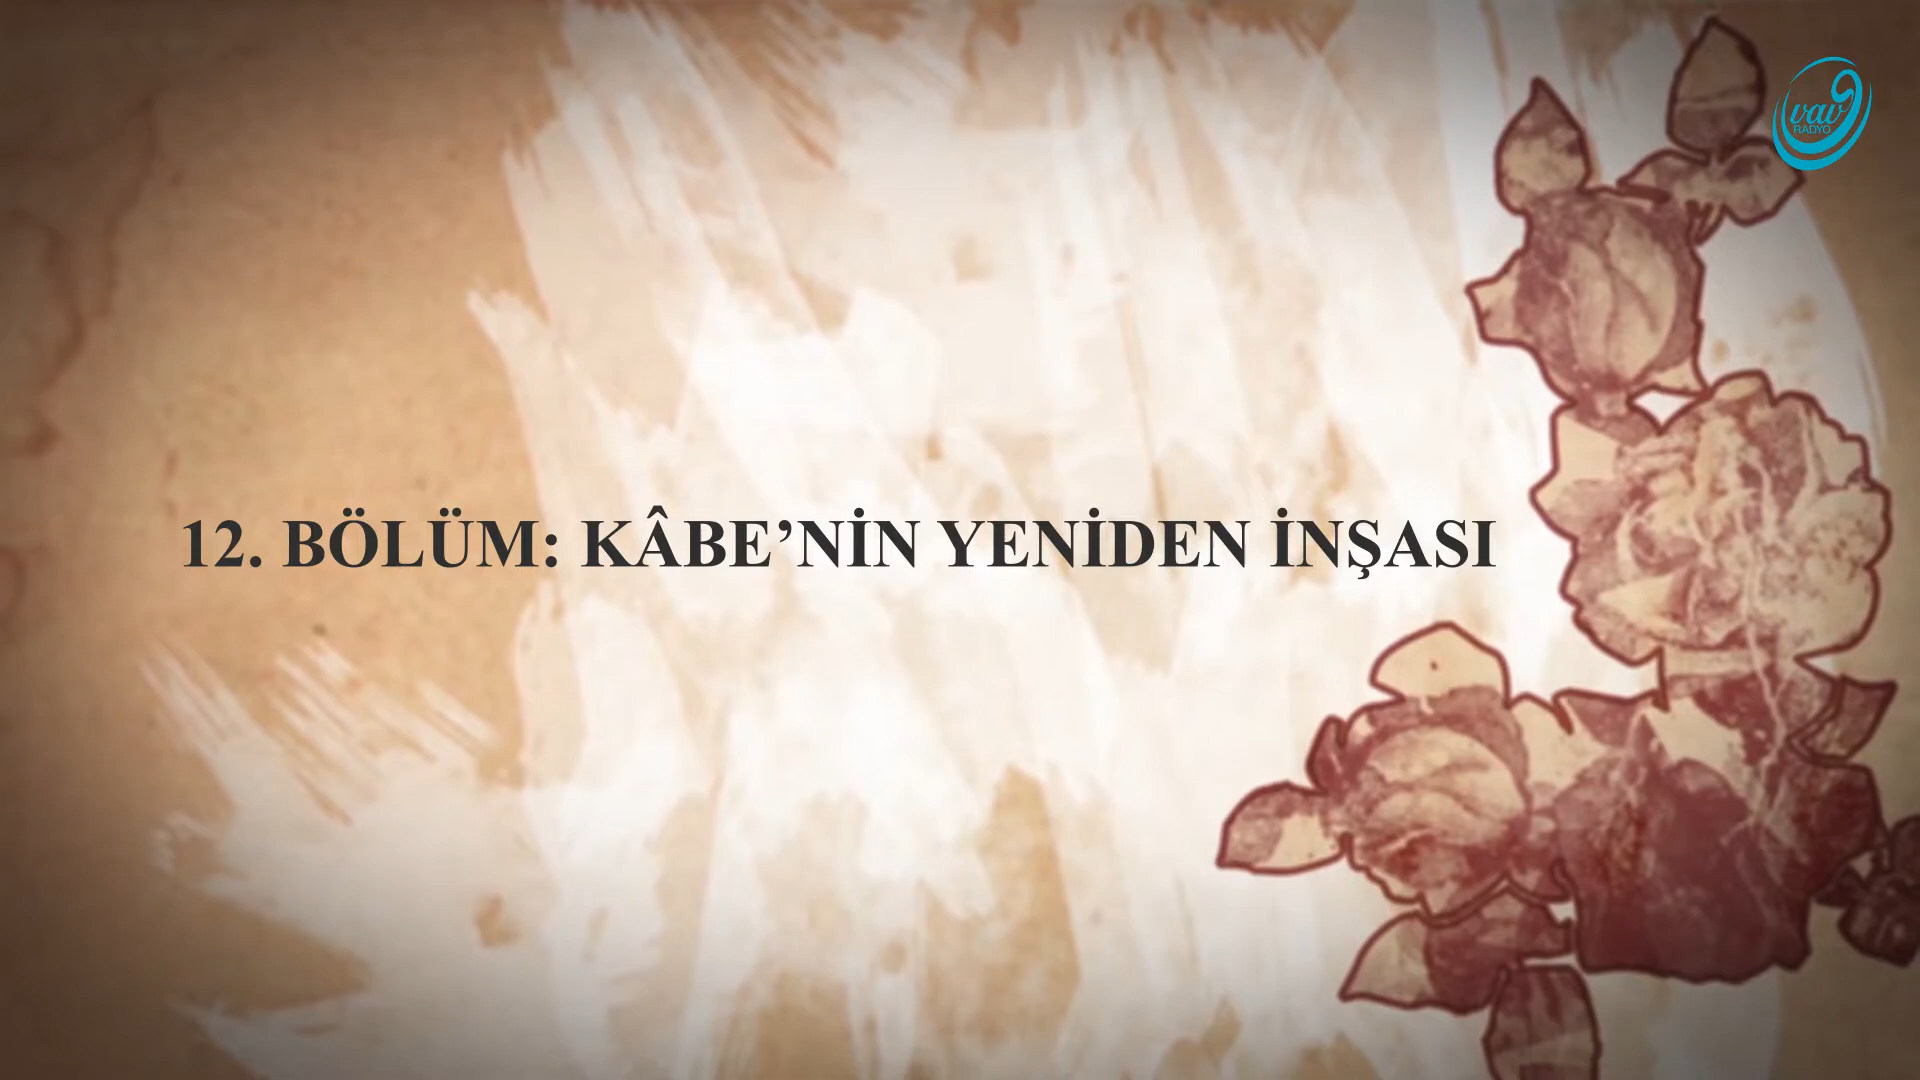 vav
RADYO
12. BÖLÜM: KÂBE’NİN YENİDEN İNŞASI